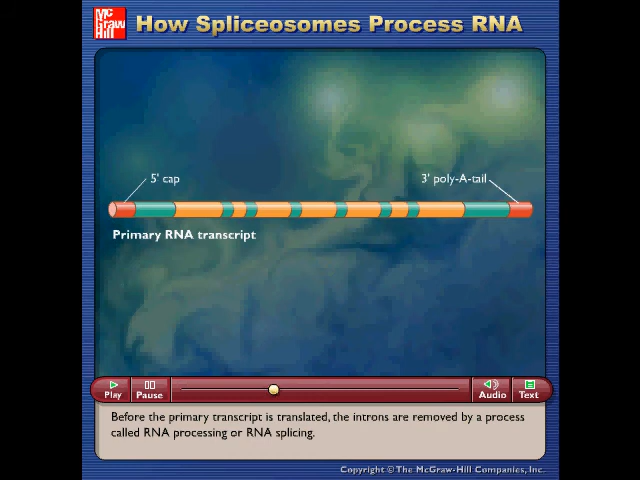 Mc
Graw
Hill
How Spliceosomes Process RNA
5' cap
3' poly-A-tail
Primary RNA transcript
Play
Pause
Audio
Text
Before the primary transcript is translated, the introns are removed by a process
called RNA processing or RNA splicing.
Copyright © The McGraw-Hill Companies, Inc.